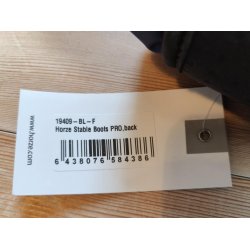 19409-BL-F
Horze Stable Boots PRO,back
6 438076 584386
www.horze.com